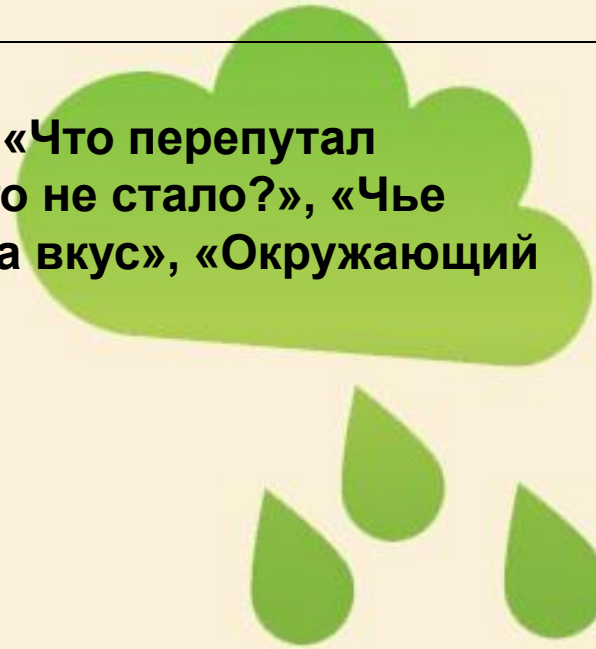 «Что перепутал
о не стало?», «Чье
а вкус», «Окружающий